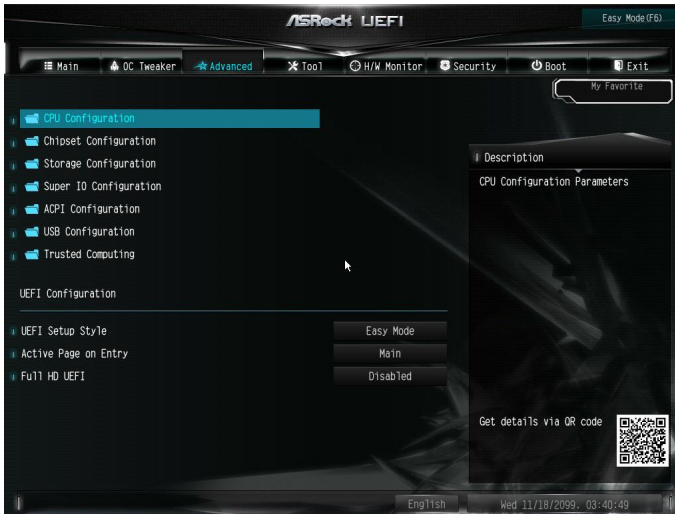 ASRock UEFI
Easy Mode(F6)
Main
OC Tweaker
Advanced
Tool
H/W Monitor
Security
Boot
Exit
My Favorite
CPU Configuration
Chipset Configuration
Storage Configuration
Super IO Configuration
ACPI Configuration
USB Configuration
Trusted Computing
UEFI Configuration
UEFI Setup Style Easy Mode
Active Page on Entry Main
Full HD UEFI Disabled
Description
CPU Configuration Parameters
Get details via QR code
English
Wed 11/18/2099. 03:40:49